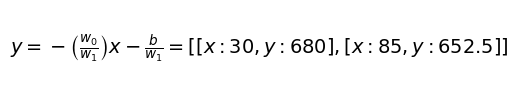 y = −(w₀/w₁)x − b/w₁ = [[x : 30, y : 680], [x : 85, y : 652.5]]